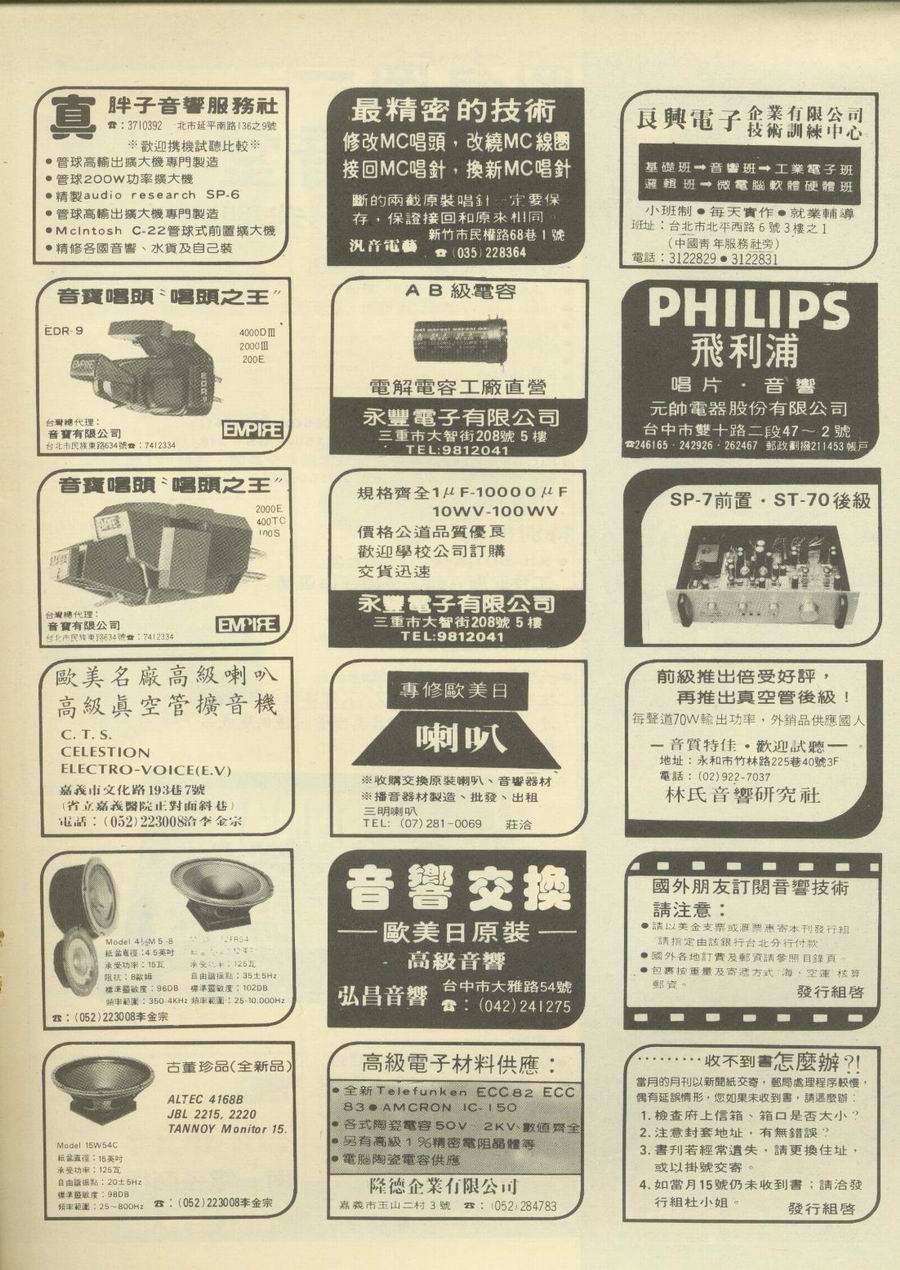 真 胖子音響服務社
☎:3710392 北市延平南路136之9號
※歡迎携機試聽比較※
●管球高輸出擴大機專門製造
●管球200W功率擴大機
●精製audio research SP-6
●管球高輸出擴大機專門製造
●McIntosh C-22管球式前置擴大機
●精修各國音響、水貨及自己裝
最精密的技術
修改MC唱頭,改繞MC線圈
接回MC唱針,換新MC唱針
斷的兩截原裝唱針一定要保
存,保證接回和原來相同。
新竹市民權路68巷1號
汎音電藝 ☎(035)228364
良興電子 企業有限公司
技術訓練中心
基礎班→音響班→工業電子班
邏輯班→微電腦軟體硬體班
小班制●每天實作●就業輔導
班址:台北市北平西路6號3樓之1
(中國青年服務社旁)
電話:3122829●3122831
音寶唱頭〝唱頭之王〞
EDR-9
4000DⅢ
2000Ⅲ
200E
台灣總代理:
音寶有限公司
台北市民族東路634號☎:7412334
EMPIRE
AB級電容
電解電容工廠直營
永豐電子有限公司
三重市大智街208號5樓
TEL:9812041
PHILIPS
飛利浦
唱片·音響
元帥電器股份有限公司
台中市雙十路二段47~2號
☎246165·242926·262467 郵政劃撥211453帳戶
音寶唱頭〝唱頭之王〞
2000E
400TC
100S
台灣總代理:
音寶有限公司
台北市民族東路634號☎:7412334
EMPIRE
規格齊全1μF-10000μF
10WV-100WV
價格公道品質優良
歡迎學校公司訂購
交貨迅速
永豐電子有限公司
三重市大智街208號5樓
TEL:9812041
SP-7前置·ST-70後級
歐美名廠高級喇叭
高級眞空管擴音機
C. T. S.
CELESTION
ELECTRO-VOICE(E.V)
嘉義市文化路193巷7號
(省立嘉義醫院正對面斜巷)
電話:(052)223008洽李金宗
專修歐美日
喇叭
※收購交換原裝喇叭、音響器材
※播音器材製造、批發、出租
三明喇叭
TEL: (07)281-0069 莊洽
前級推出倍受好評,
再推出真空管後級!
每聲道70W輸出功率,外銷品供應國人
—音質特佳·歡迎試聽—
地址:永和市竹林路225巷40號3F
電話:(02)922-7037
林氏音響研究社
Model 4½M5-8
紙盆直徑:4.5英吋
承受功率:15瓦
阻抗:8歐姆
標準靈敏度:96DB
頻率範圍:350-4KHz
承受功率:125瓦
自由諧振點:35±5Hz
標準靈敏度:102DB
頻率範圍:25-10.000Hz
☎:(052)223008李金宗
音響交換
—歐美日原裝—
高級音響
弘昌音響 台中市大雅路54號
☎:(042)241275
國外朋友訂閱音響技術
請注意:
●請以美金支票或滙票惠寄本刊發行組
請指定由該銀行台北分行付款
●國外各地訂費及郵資請參照目錄頁。
●包裹按重量及寄遞方式(海、空運)核算
郵資。
發行組啓
古董珍品(全新品)
ALTEC 4168B
JBL 2215, 2220
TANNOY Monitor 15.
Model 15W54C
紙盆直徑:15英吋
承受功率:125瓦
自由諧振點:20±5Hz
標準靈敏度:98DB
頻率範圍:25~800Hz
☎:(052)223008李金宗
高級電子材料供應:
●全新Telefunken ECC82 ECC
83●AMCRON IC-150
●各式陶瓷電容50V 2KV·數值齊全
●另有高級1%精密電阻晶體等
●電腦陶瓷電容供應
隆德企業有限公司
嘉義市玉山二村3號 ☎:(052)284783
·········收不到書怎麼辦?!
當月的月刊以新聞紙交寄,郵局處理程序較慢,
偶有延誤情形,您如果未收到書,請這麼辦:
1.檢查府上信箱、箱口是否太小?
2.注意封套地址,有無錯誤?
3.書刊若經常遺失,請更換住址,
或以掛號交寄。
4.如當月15號仍未收到書;請洽發
行組杜小姐。
發行組啓